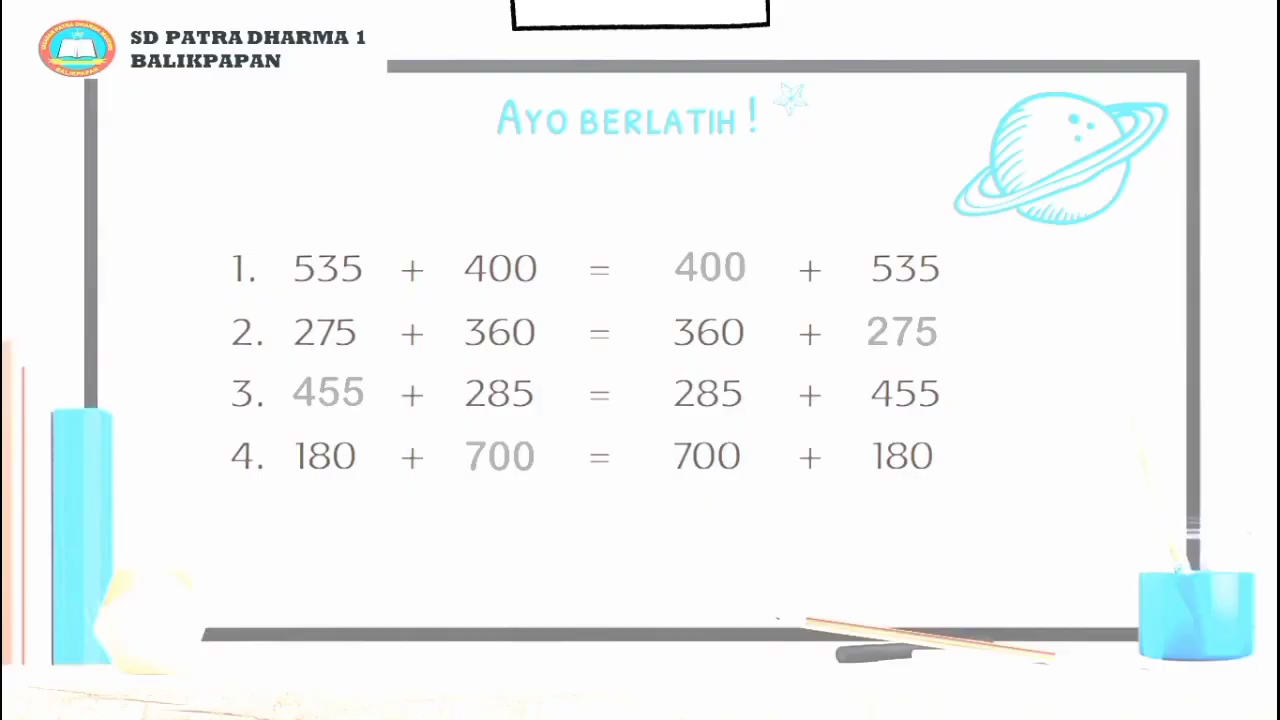 SD PATRA DHARMA 1
BALIKPAPAN
AYO BERLATIH !
1. 535 + 400 = 400 + 535
2. 275 + 360 = 360 + 275
3. 455 + 285 = 285 + 455
4. 180 + 700 = 700 + 180